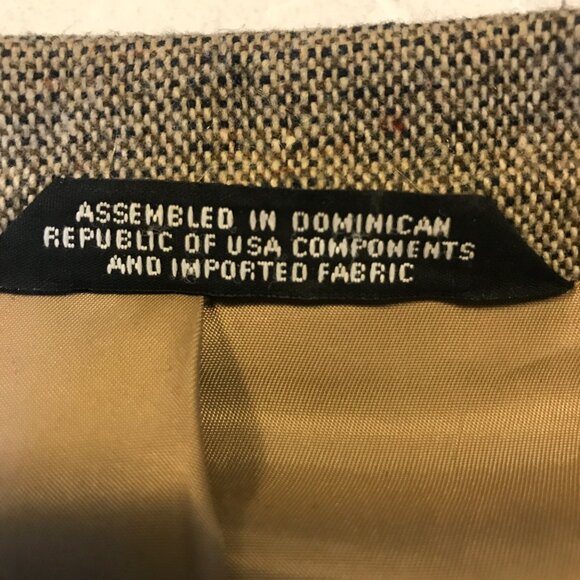 ASSEMBLED IN DOMINICAN
REPUBLIC OF USA COMPONENTS
AND IMPORTED FABRIC